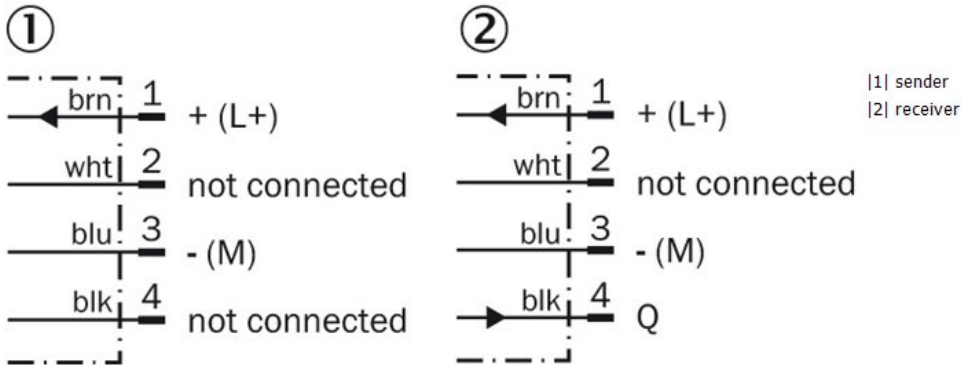 ①
brn 1 + (L+)
wht 2 not connected
blu 3 - (M)
blk 4 not connected
②
brn 1 + (L+)
wht 2 not connected
blu 3 - (M)
blk 4 Q
|1| sender
|2| receiver